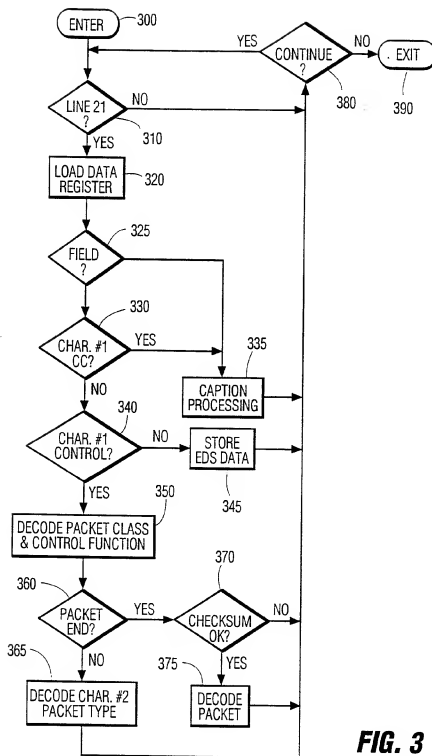 ENTER
300
YES
CONTINUE
?
NO
EXIT
380
390
LINE 21
?
NO
310
YES
LOAD DATA
REGISTER
320
325
FIELD
?
330
CHAR. #1
CC?
YES
335
CAPTION
PROCESSING
NO
340
CHAR. #1
CONTROL?
NO
STORE
EDS DATA
345
YES
350
DECODE PACKET CLASS
& CONTROL FUNCTION
360
370
PACKET
END?
YES
CHECKSUM
OK?
NO
365
NO
375
YES
DECODE CHAR. #2
PACKET TYPE
DECODE
PACKET
FIG. 3